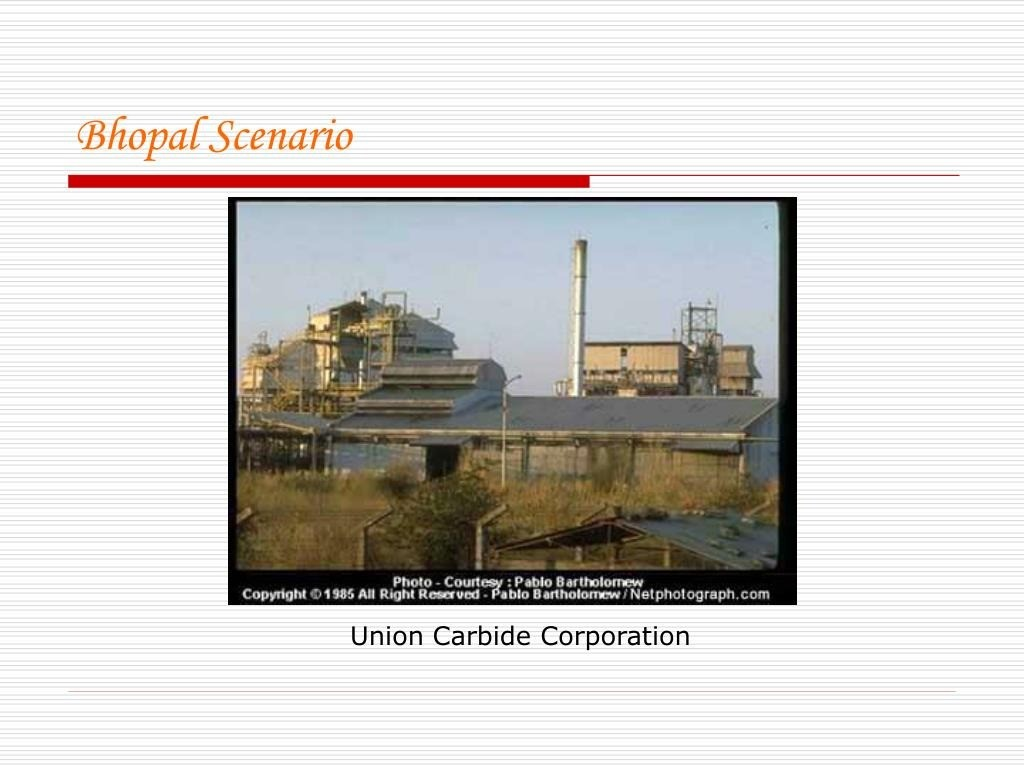 Bhopal Scenario
Photo - Courtesy : Pablo Bartholomew
Copyright © 1985 All Right Reserved - Pablo Bartholomew / Netphotograph.com
Union Carbide Corporation